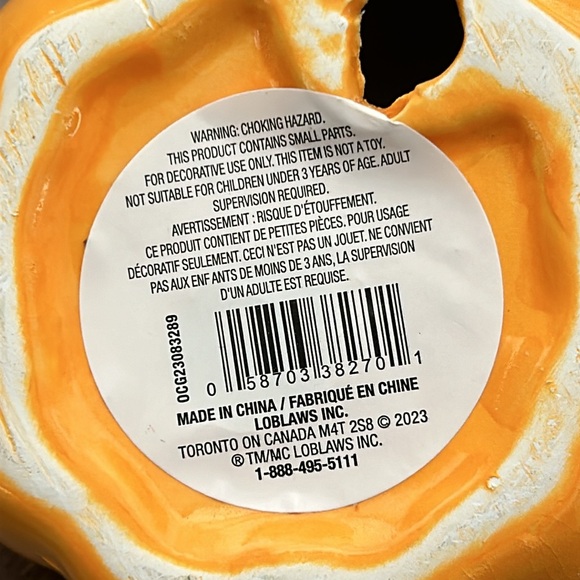 WARNING: CHOKING HAZARD.
THIS PRODUCT CONTAINS SMALL PARTS.
FOR DECORATIVE USE ONLY. THIS ITEM IS NOT A TOY.
NOT SUITABLE FOR CHILDREN UNDER 3 YEARS OF AGE. ADULT
SUPERVISION REQUIRED.
AVERTISSEMENT : RISQUE D'ÉTOUFFEMENT.
CE PRODUIT CONTIENT DE PETITES PIÈCES. POUR USAGE
DÉCORATIF SEULEMENT. CECI N'EST PAS UN JOUET. NE CONVIENT
PAS AUX ENFANTS DE MOINS DE 3 ANS, LA SUPERVISION
D'UN ADULTE EST REQUISE.
OCG23083289
0 58703 38270 1
MADE IN CHINA / FABRIQUÉ EN CHINE
LOBLAWS INC.
TORONTO ON CANADA M4T 2S8 © 2023
® TM/MC LOBLAWS INC.
1-888-495-5111